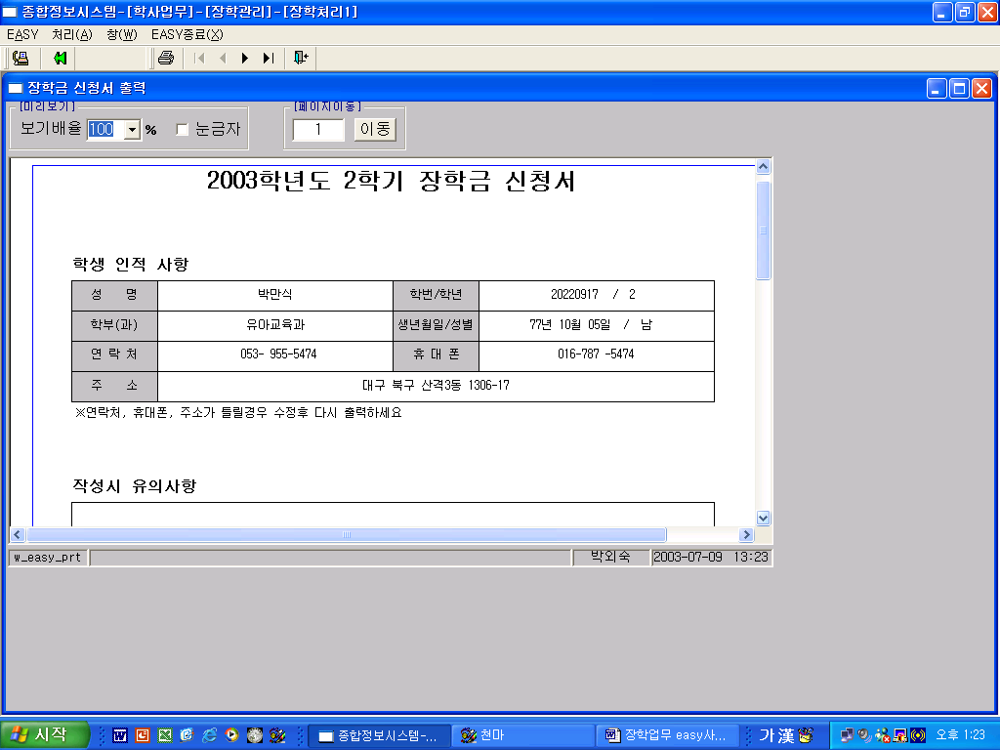 종합정보시스템-[학사업무]-[장학관리]-[장학처리1]
EASY 처리(A) 창(W) EASY종료(X)
장학금 신청서 출력
[미리보기] [페이지이동]
보기배율 100 % 눈금자 1 이동
2003학년도 2학기 장학금 신청서
학생 인적 사항
성 명 박만식 학번/학년 20220917 / 2
학부(과) 유아교육과 생년월일/성별 77년 10월 05일 / 남
연 락 처 053- 955-5474 휴 대 폰 016-787 -5474
주 소 대구 북구 산격3동 1306-17
※연락처, 휴대폰, 주소가 틀릴경우 수정후 다시 출력하세요
작성시 유의사항
w_easy_prt 박외숙 2003-07-09 13:23
시작 종합정보시스템-... 천마 장학업무 easy사... 가 漢 오후 1:23